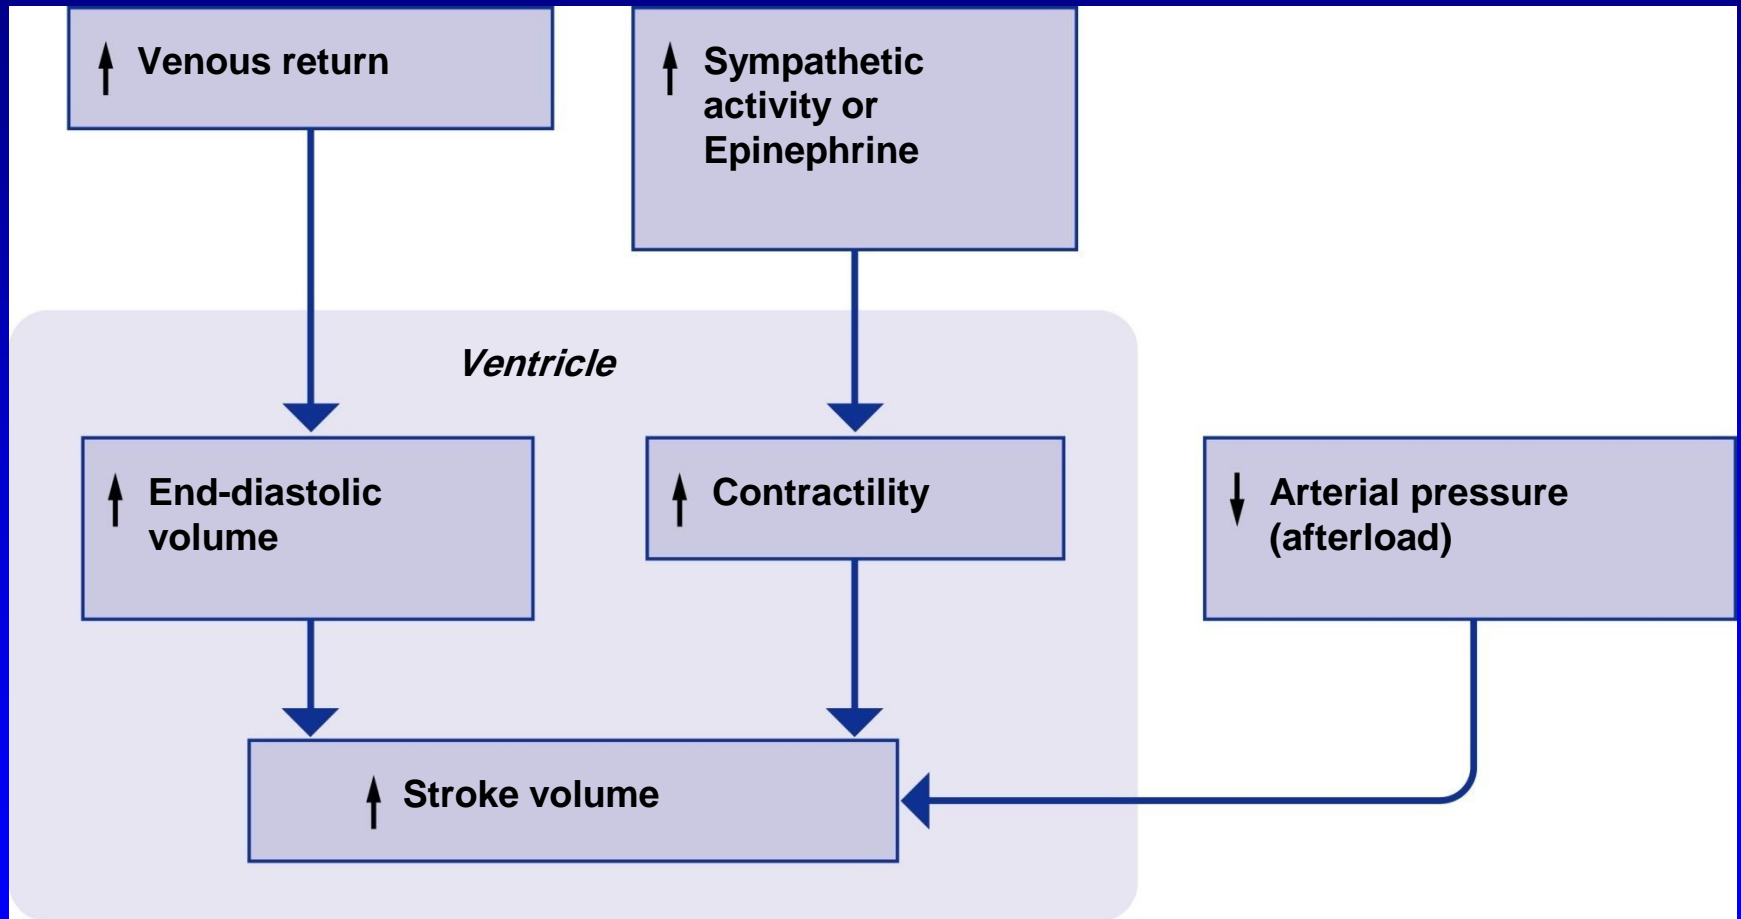 Venous return
Sympathetic
activity or
Epinephrine
Ventricle
End-diastolic
volume
Contractility
Arterial pressure
(afterload)
Stroke volume